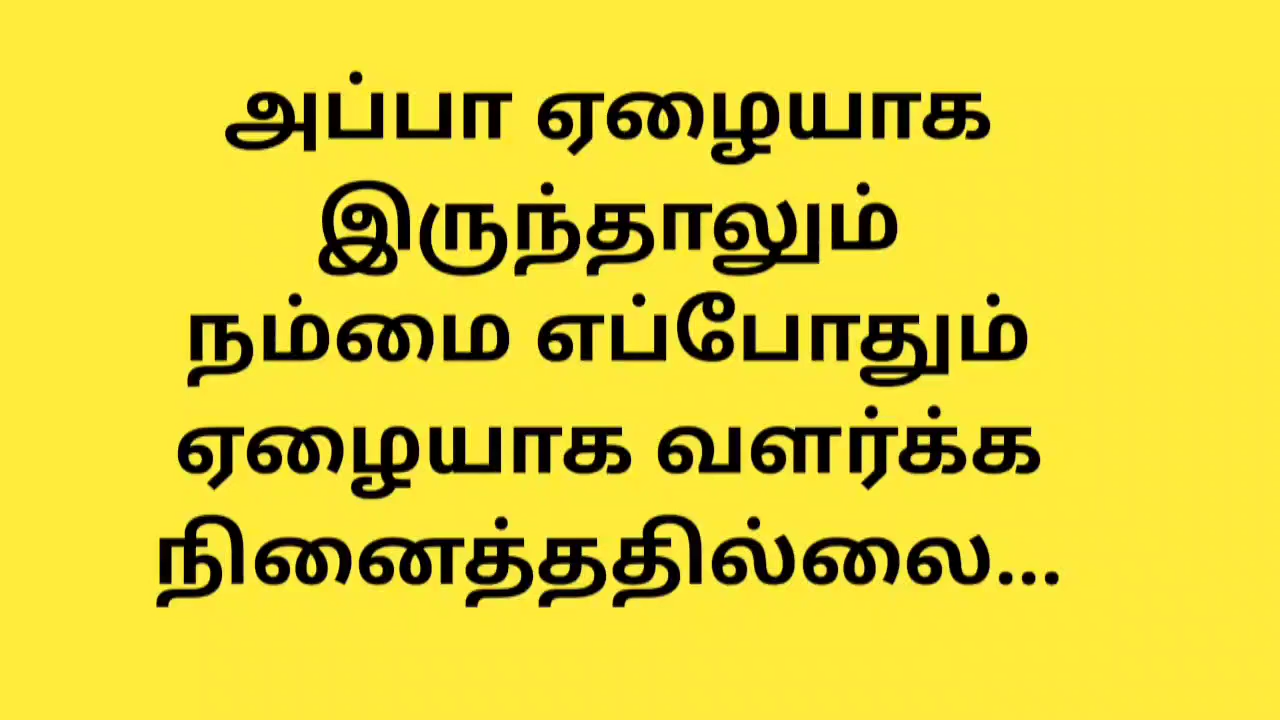 அப்பா ஏழையாக
இருந்தாலும்
நம்மை எப்போதும்
ஏழையாக வளர்க்க
நினைத்ததில்லை...